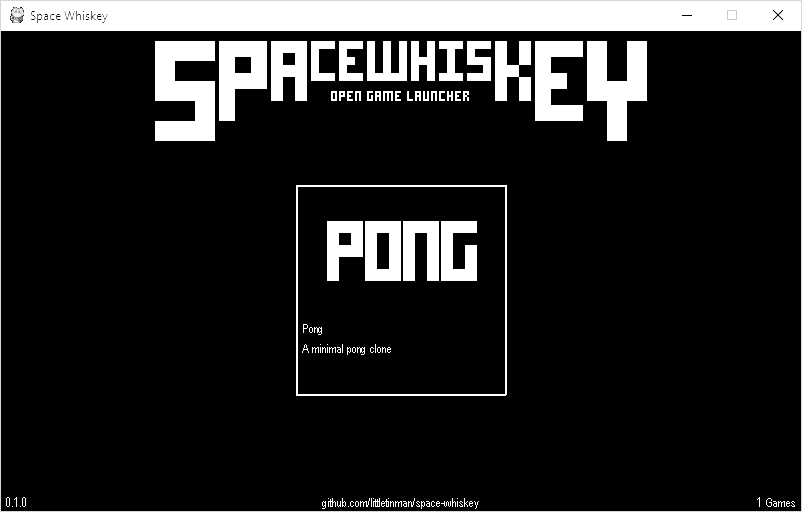 Space Whiskey
SPACEWHISKEY
OPEN GAME LAUNCHER
PONG
Pong
A minimal pong clone
0.1.0
github.com/littletinman/space-whiskey
1 Games